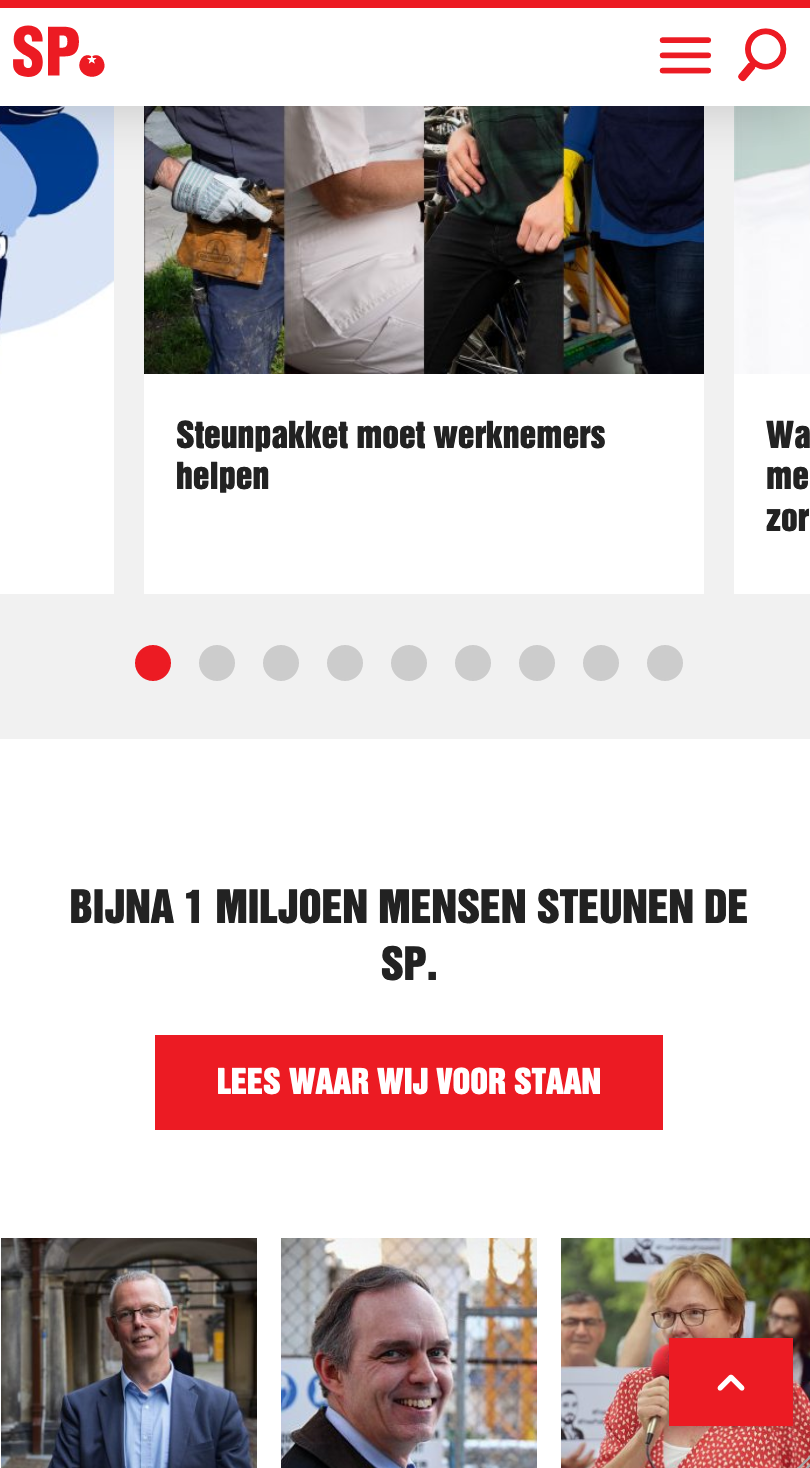 SP.
Steunpakket moet werknemers
helpen
Wa
me
zor
BIJNA 1 MILJOEN MENSEN STEUNEN DE
SP.
LEES WAAR WIJ VOOR STAAN